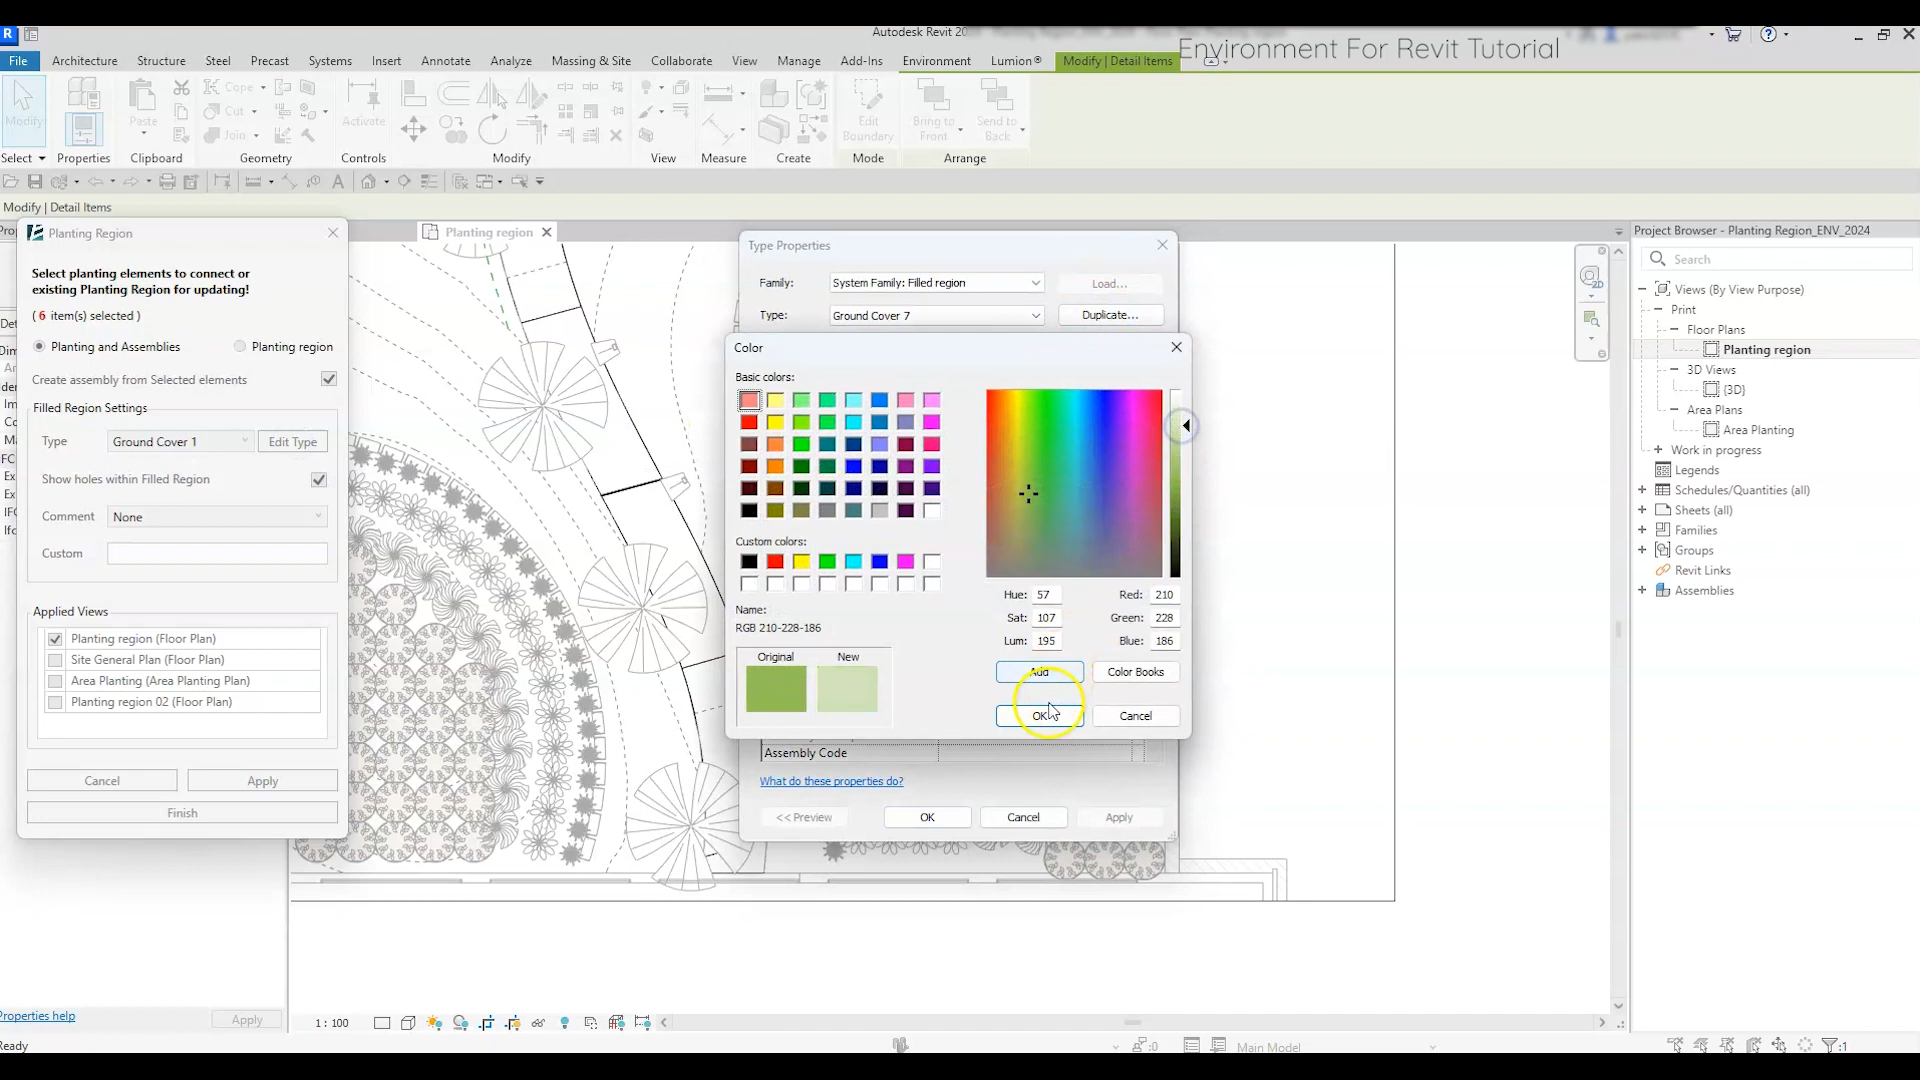 Autodesk Revit 20
Environment For Revit Tutorial
File Architecture Structure Steel Precast Systems Insert Annotate Analyze Massing & Site Collaborate View Manage Add-Ins Environment Lumion® Modify | Detail Items
Modify Paste Cope Cut Join Activate Edit Boundary Bring to Front Send to Back
Select Properties Clipboard Geometry Controls Modify View Measure Create Mode Arrange
Modify | Detail Items
Planting Region
Select planting elements to connect or
existing Planting Region for updating!
( 6 item(s) selected )
Planting and Assemblies Planting region
Create assembly from Selected elements
Filled Region Settings
Type Ground Cover 1 Edit Type
Show holes within Filled Region
Comment None
Custom
Applied Views
Planting region (Floor Plan)
Site General Plan (Floor Plan)
Area Planting (Area Planting Plan)
Planting region 02 (Floor Plan)
Cancel Apply
Finish
Planting region
Type Properties
Family: System Family: Filled region Load...
Type: Ground Cover 7 Duplicate...
Color
Basic colors:
Custom colors:
Name:
RGB 210-228-186
Original New
Hue: 57 Red: 210
Sat: 107 Green: 228
Lum: 195 Blue: 186
Add Color Books
OK Cancel
Assembly Code
What do these properties do?
<< Preview OK Cancel Apply
Project Browser - Planting Region_ENV_2024
Search
Views (By View Purpose)
Print
Floor Plans
Planting region
3D Views
{3D}
Area Plans
Area Planting
Work in progress
Legends
Schedules/Quantities (all)
Sheets (all)
Families
Groups
Revit Links
Assemblies
Properties help Apply
1 : 100
Ready
:0
Main Model
:1